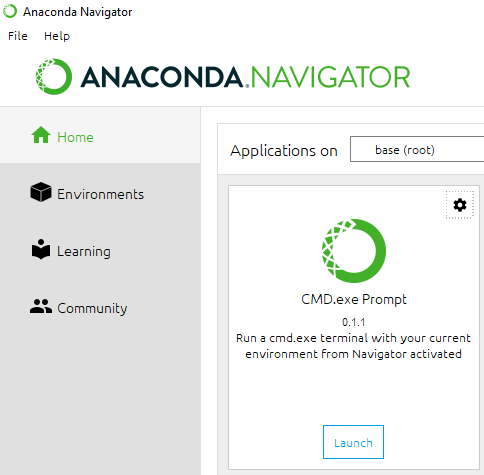 Anaconda Navigator
File Help
ANACONDA.NAVIGATOR
Home
Environments
Learning
Community
Applications on base (root)
CMD.exe Prompt
0.1.1
Run a cmd.exe terminal with your current
environment from Navigator activated
Launch